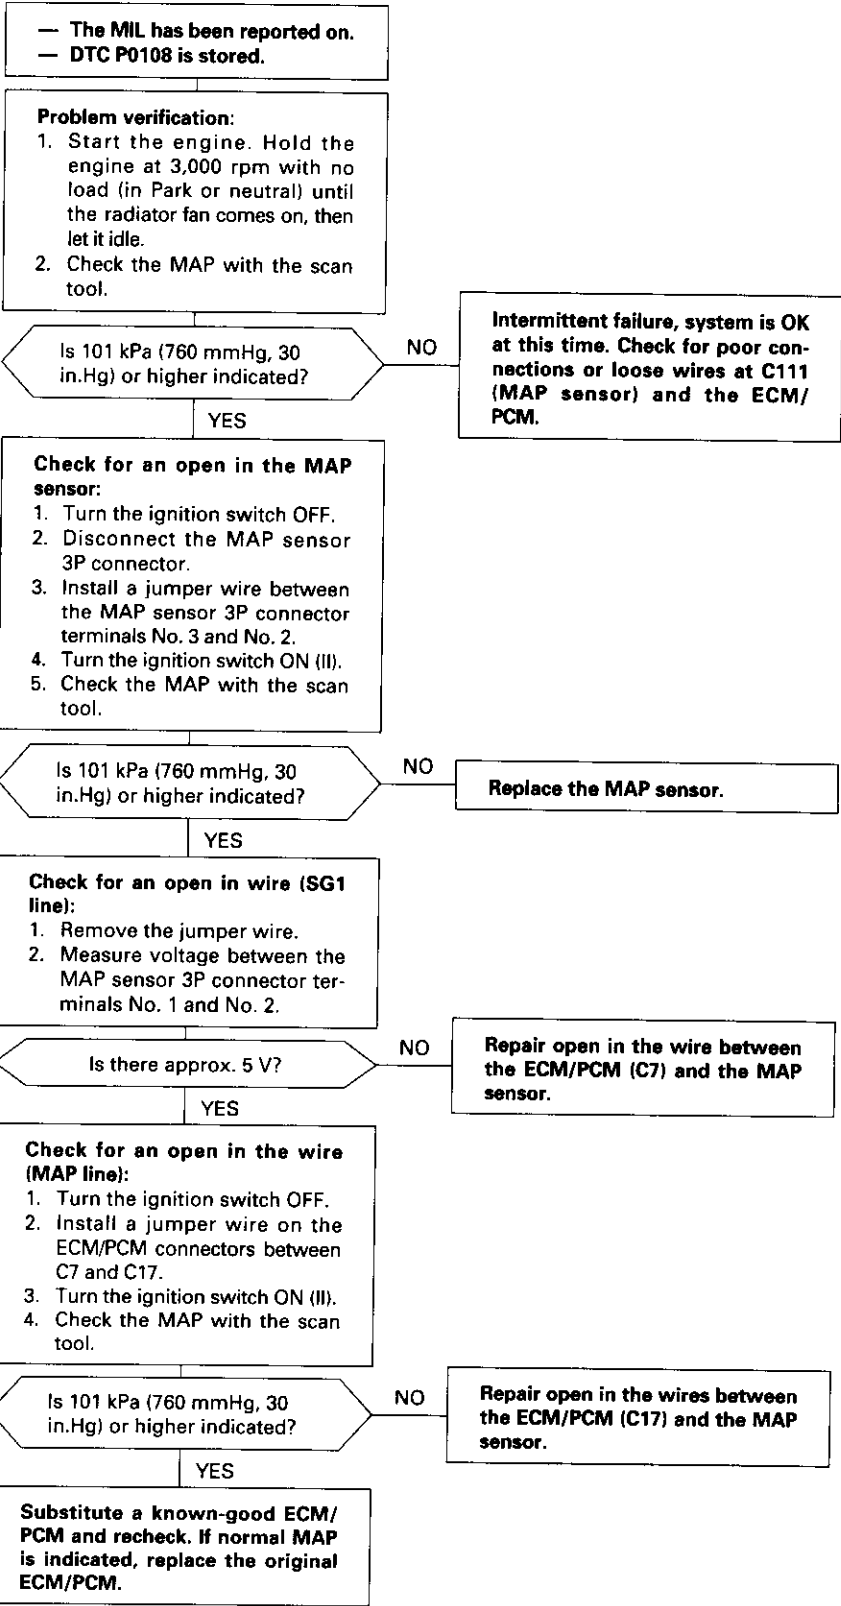 — The MIL has been reported on.
— DTC P0108 is stored.
Problem verification:
1. Start the engine. Hold the
engine at 3,000 rpm with no
load (in Park or neutral) until
the radiator fan comes on, then
let it idle.
2. Check the MAP with the scan
tool.
Is 101 kPa (760 mmHg, 30
in.Hg) or higher indicated?
NO
Intermittent failure, system is OK
at this time. Check for poor con-
nections or loose wires at C111
(MAP sensor) and the ECM/
PCM.
YES
Check for an open in the MAP
sensor:
1. Turn the ignition switch OFF.
2. Disconnect the MAP sensor
3P connector.
3. Install a jumper wire between
the MAP sensor 3P connector
terminals No. 3 and No. 2.
4. Turn the ignition switch ON (II).
5. Check the MAP with the scan
tool.
Is 101 kPa (760 mmHg, 30
in.Hg) or higher indicated?
NO
Replace the MAP sensor.
YES
Check for an open in wire (SG1
line):
1. Remove the jumper wire.
2. Measure voltage between the
MAP sensor 3P connector ter-
minals No. 1 and No. 2.
Is there approx. 5 V?
NO
Repair open in the wire between
the ECM/PCM (C7) and the MAP
sensor.
YES
Check for an open in the wire
(MAP line):
1. Turn the ignition switch OFF.
2. Install a jumper wire on the
ECM/PCM connectors between
C7 and C17.
3. Turn the ignition switch ON (II).
4. Check the MAP with the scan
tool.
Is 101 kPa (760 mmHg, 30
in.Hg) or higher indicated?
NO
Repair open in the wires between
the ECM/PCM (C17) and the MAP
sensor.
YES
Substitute a known-good ECM/
PCM and recheck. If normal MAP
is indicated, replace the original
ECM/PCM.